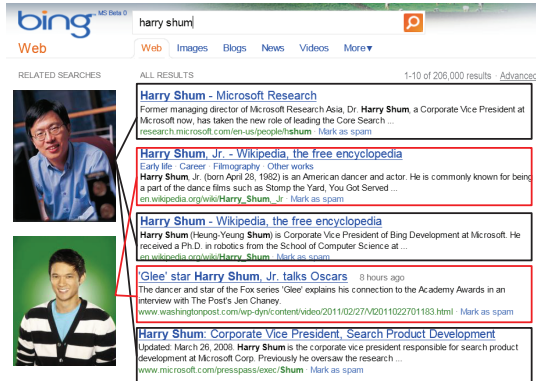 bing MS Beta 0
harry shum
Web
Web Images Blogs News Videos More▼
RELATED SEARCHES
ALL RESULTS
1-10 of 206,000 results · Advanced
Harry Shum - Microsoft Research
Former managing director of Microsoft Research Asia, Dr. Harry Shum, a Corporate Vice President at
Microsoft now, has taken the new role of leading the Core Search ...
research.microsoft.com/en-us/people/hshum · Mark as spam
Harry Shum, Jr. - Wikipedia, the free encyclopedia
Early life · Career · Filmography · Other works
Harry Shum, Jr. (born April 28, 1982) is an American dancer and actor. He is commonly known for being
a part of the dance films such as Stomp the Yard, You Got Served ...
en.wikipedia.org/wiki/Harry_Shum_Jr · Mark as spam
Harry Shum - Wikipedia, the free encyclopedia
Harry Shum (Heung-Yeung Shum) is Corporate Vice President of Bing Development at Microsoft. He
received a Ph.D. in robotics from the School of Computer Science at ...
en.wikipedia.org/wiki/Harry_Shum · Mark as spam
'Glee' star Harry Shum, Jr. talks Oscars 8 hours ago
The dancer and star of the Fox series 'Glee' explains his connection to the Academy Awards in an
interview with The Post's Jen Chaney.
www.washingtonpost.com/wp-dyn/content/video/2011/02/27/VI2011022701183.html · Mark as spam
Harry Shum: Corporate Vice President, Search Product Development
Updated: March 26, 2008. Harry Shum is the corporate vice president responsible for search product
development at Microsoft Corp. Previously he oversaw the research ...
www.microsoft.com/presspass/exec/Shum · Mark as spam